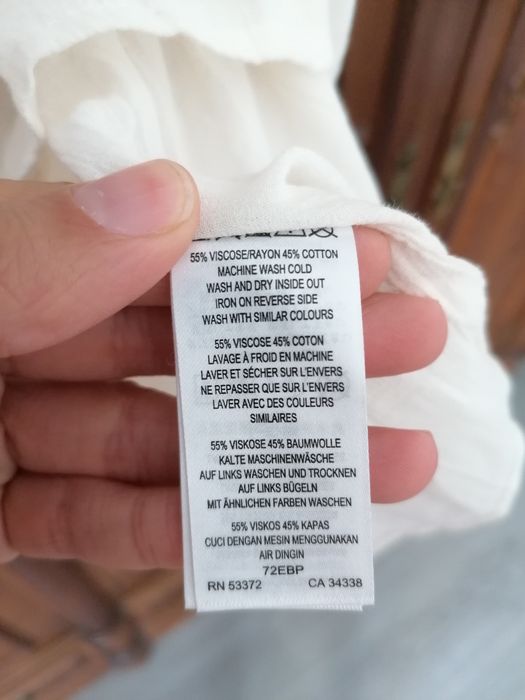 55% VISCOSE/RAYON 45% COTTON
MACHINE WASH COLD
WASH AND DRY INSIDE OUT
IRON ON REVERSE SIDE
WASH WITH SIMILAR COLOURS
55% VISCOSE 45% COTON
LAVAGE À FROID EN MACHINE
LAVER ET SÉCHER SUR L'ENVERS
NE REPASSER QUE SUR L'ENVERS
LAVER AVEC DES COULEURS
SIMILAIRES
55% VISKOSE 45% BAUMWOLLE
KALTE MASCHINENWÄSCHE
AUF LINKS WASCHEN UND TROCKNEN
AUF LINKS BÜGELN
MIT ÄHNLICHEN FARBEN WASCHEN
55% VISKOS 45% KAPAS
CUCI DENGAN MESIN MENGGUNAKAN
AIR DINGIN
72EBP
RN 53372 CA 34338